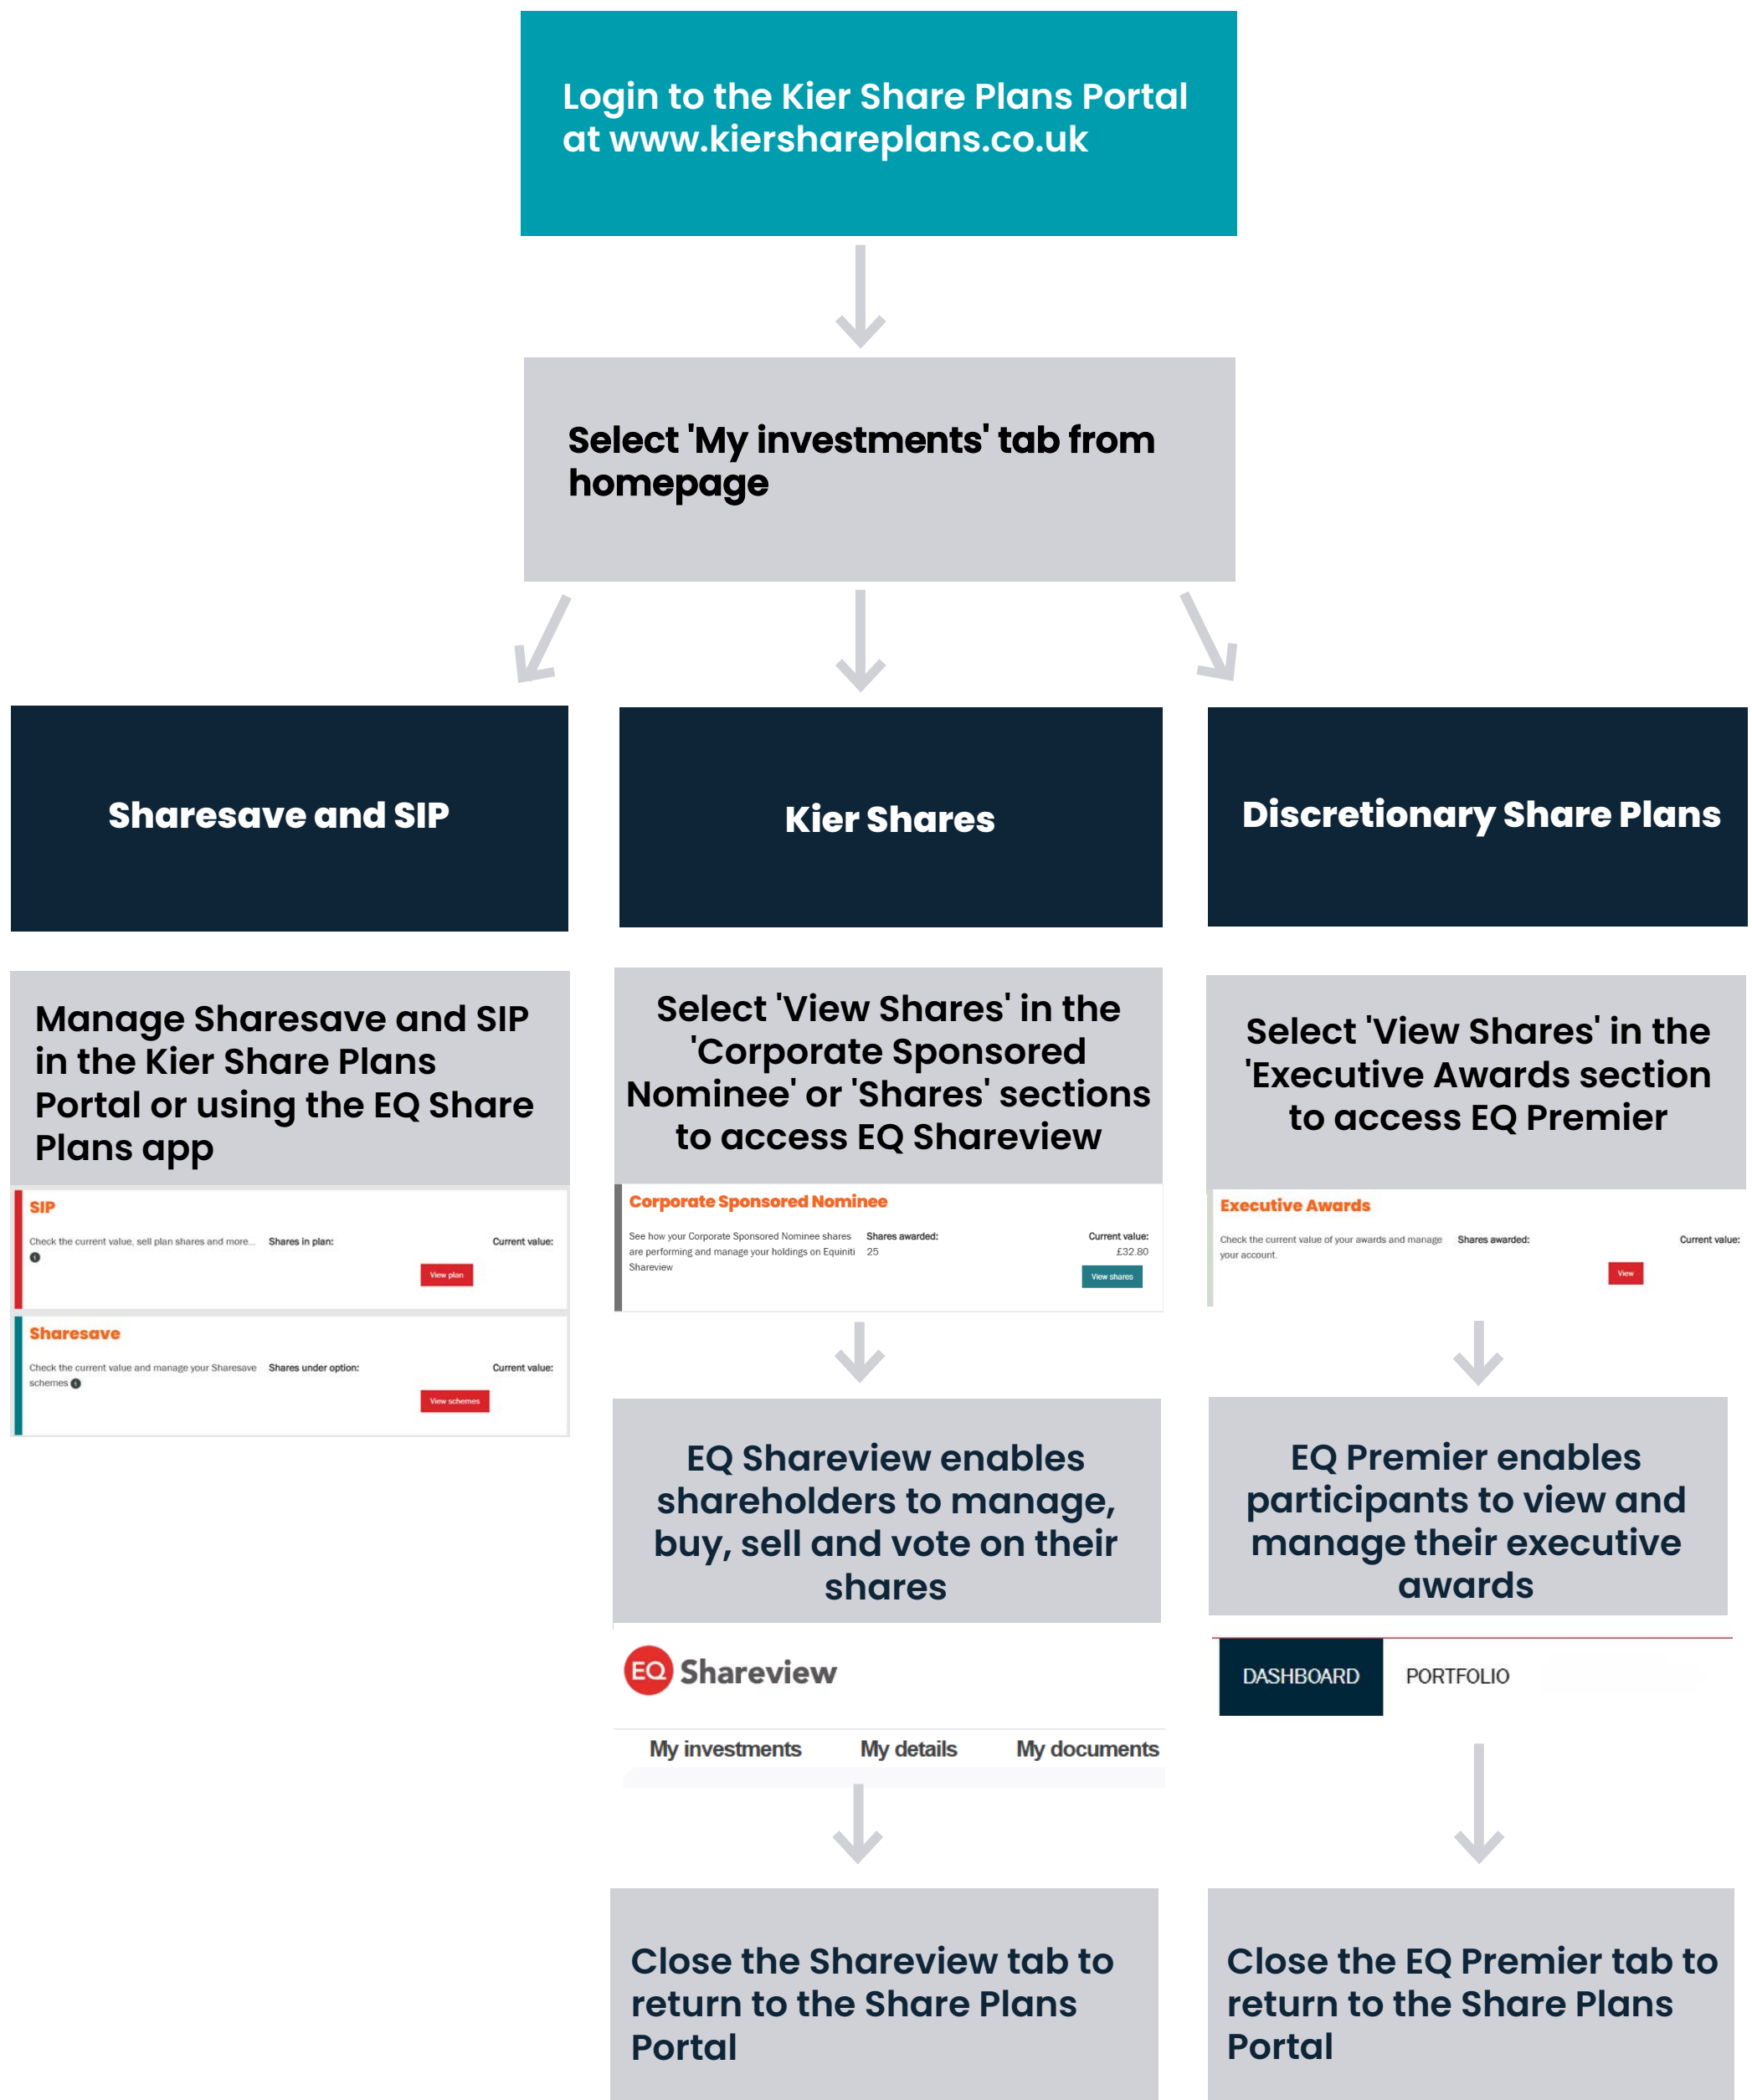 Login to the Kier Share Plans Portal
at www.kiershareplans.co.uk
Select 'My investments' tab from
homepage
Sharesave and SIP
Manage Sharesave and SIP
in the Kier Share Plans
Portal or using the EQ Share
Plans app
SIP
Check the current value, sell plan shares and more... Shares in plan: Current value:
View plan
Sharesave
Check the current value and manage your Sharesave Shares under option: Current value:
schemes
View schemes
Kier Shares
Select 'View Shares' in the
'Corporate Sponsored
Nominee' or 'Shares' sections
to access EQ Shareview
Corporate Sponsored Nominee
See how your Corporate Sponsored Nominee shares Shares awarded: Current value:
are performing and manage your holdings on Equiniti 25 £32.80
Shareview
View shares
EQ Shareview enables
shareholders to manage,
buy, sell and vote on their
shares
EQ Shareview
My investments My details My documents
Close the Shareview tab to
return to the Share Plans
Portal
Discretionary Share Plans
Select 'View Shares' in the
'Executive Awards section
to access EQ Premier
Executive Awards
Check the current value of your awards and manage Shares awarded: Current value:
your account.
View
EQ Premier enables
participants to view and
manage their executive
awards
DASHBOARD PORTFOLIO
Close the EQ Premier tab to
return to the Share Plans
Portal